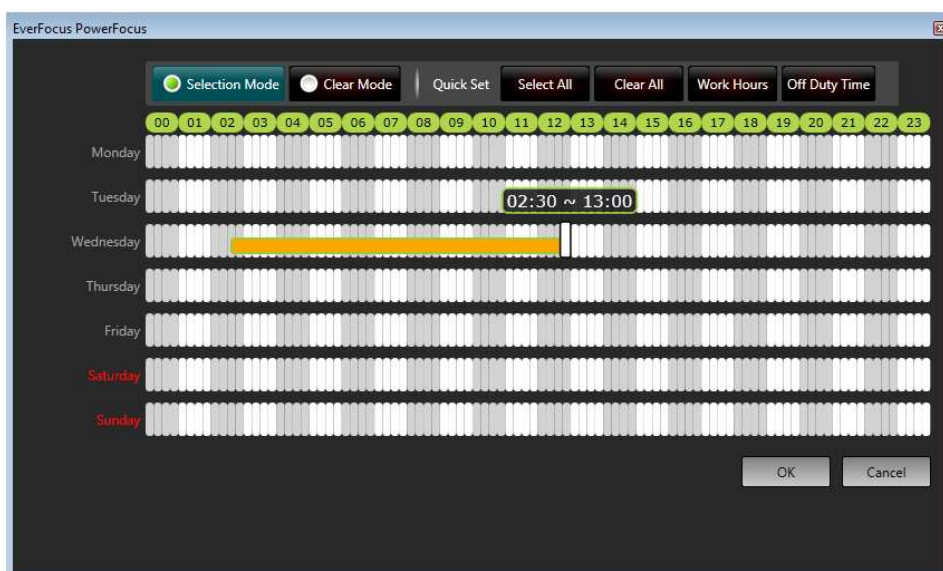 EverFocus PowerFocus
Selection Mode Clear Mode Quick Set Select All Clear All Work Hours Off Duty Time
00 01 02 03 04 05 06 07 08 09 10 11 12 13 14 15 16 17 18 19 20 21 22 23
Monday
Tuesday
02:30 ~ 13:00
Wednesday
Thursday
Friday
Saturday
Sunday
OK Cancel